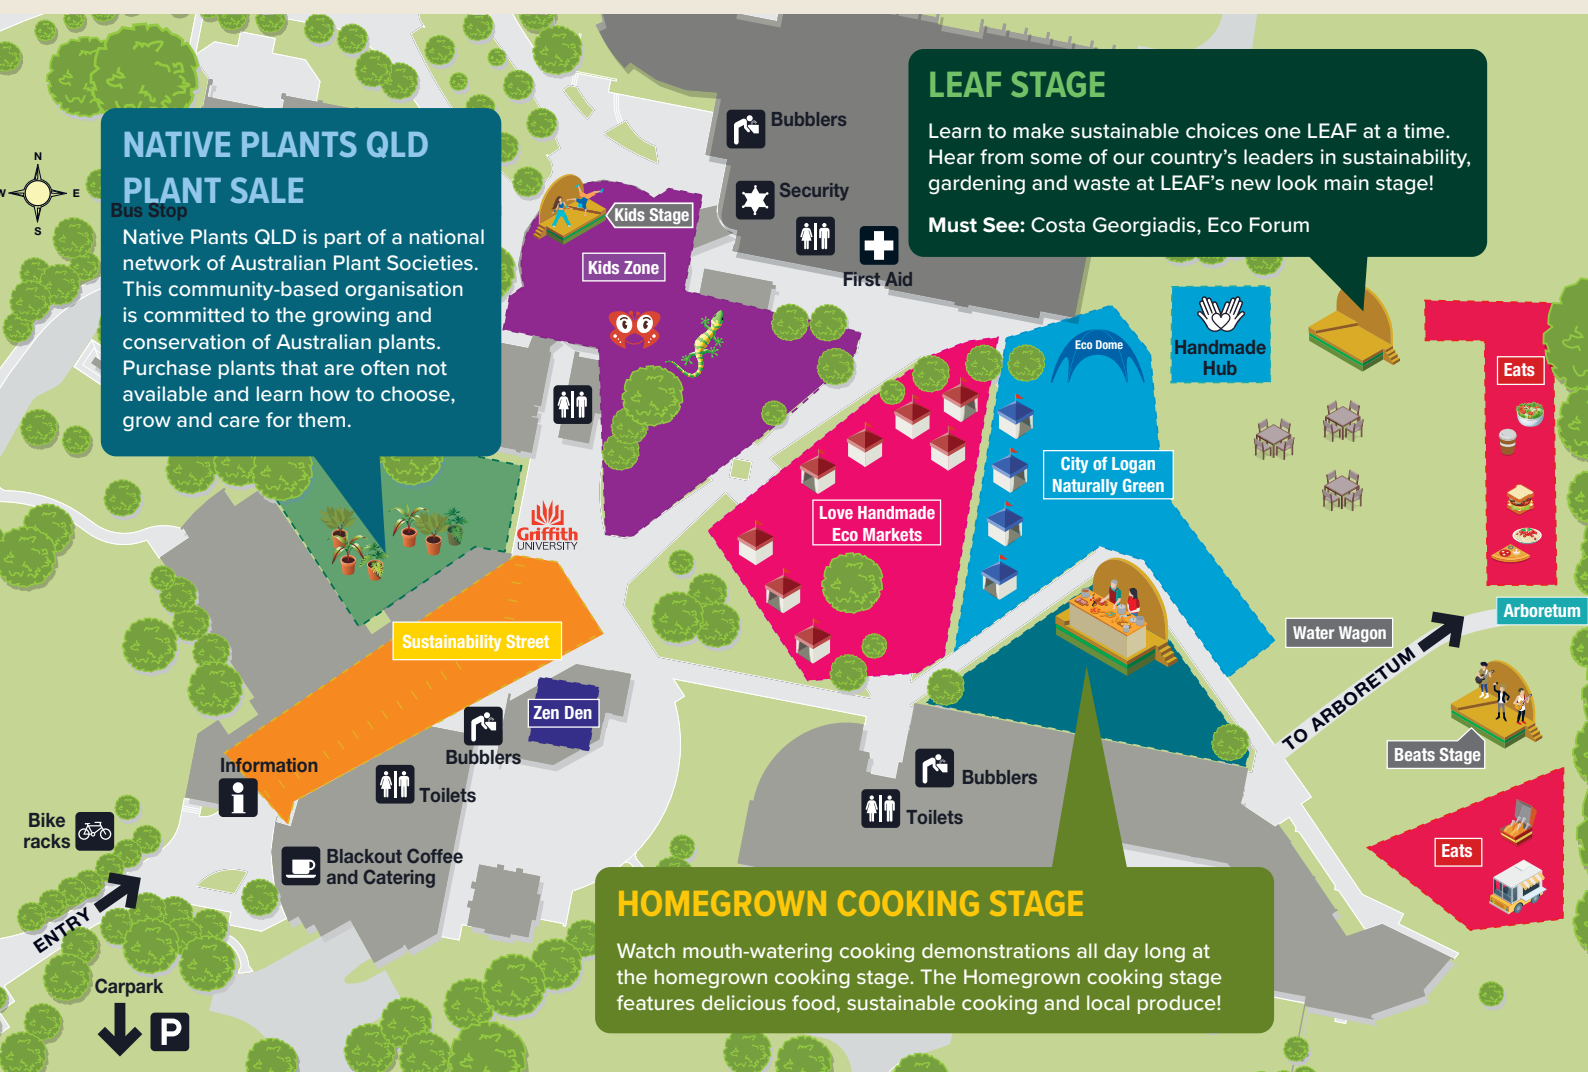 LEAF STAGE
Learn to make sustainable choices one LEAF at a time.
Hear from some of our country's leaders in sustainability,
gardening and waste at LEAF's new look main stage!
Must See: Costa Georgiadis, Eco Forum
NATIVE PLANTS QLD
PLANT SALE
Bus Stop
Native Plants QLD is part of a national
network of Australian Plant Societies.
This community-based organisation
is committed to the growing and
conservation of Australian plants.
Purchase plants that are often not
available and learn how to choose,
grow and care for them.
N
W
E
S
Bubblers
Security
First Aid
Kids Stage
Kids Zone
Eco Dome
Handmade
Hub
Eats
City of Logan
Naturally Green
Love Handmade
Eco Markets
Griffith
UNIVERSITY
Sustainability Street
Zen Den
Water Wagon
Arboretum
TO ARBORETUM
Beats Stage
Bubblers
Toilets
Information
i
Bubblers
Toilets
Bike
racks
Blackout Coffee
and Catering
Eats
ENTRY
Carpark
P
HOMEGROWN COOKING STAGE
Watch mouth-watering cooking demonstrations all day long at
the homegrown cooking stage. The Homegrown cooking stage
features delicious food, sustainable cooking and local produce!